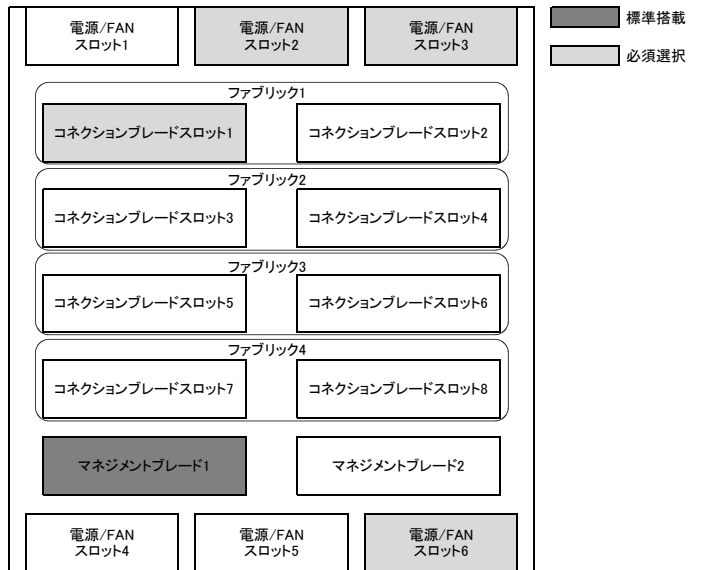 電源/FAN
スロット1
電源/FAN
スロット2
電源/FAN
スロット3
標準搭載
必須選択
ファブリック1
コネクションブレードスロット1
コネクションブレードスロット2
ファブリック2
コネクションブレードスロット3
コネクションブレードスロット4
ファブリック3
コネクションブレードスロット5
コネクションブレードスロット6
ファブリック4
コネクションブレードスロット7
コネクションブレードスロット8
マネジメントブレード1
マネジメントブレード2
電源/FAN
スロット4
電源/FAN
スロット5
電源/FAN
スロット6